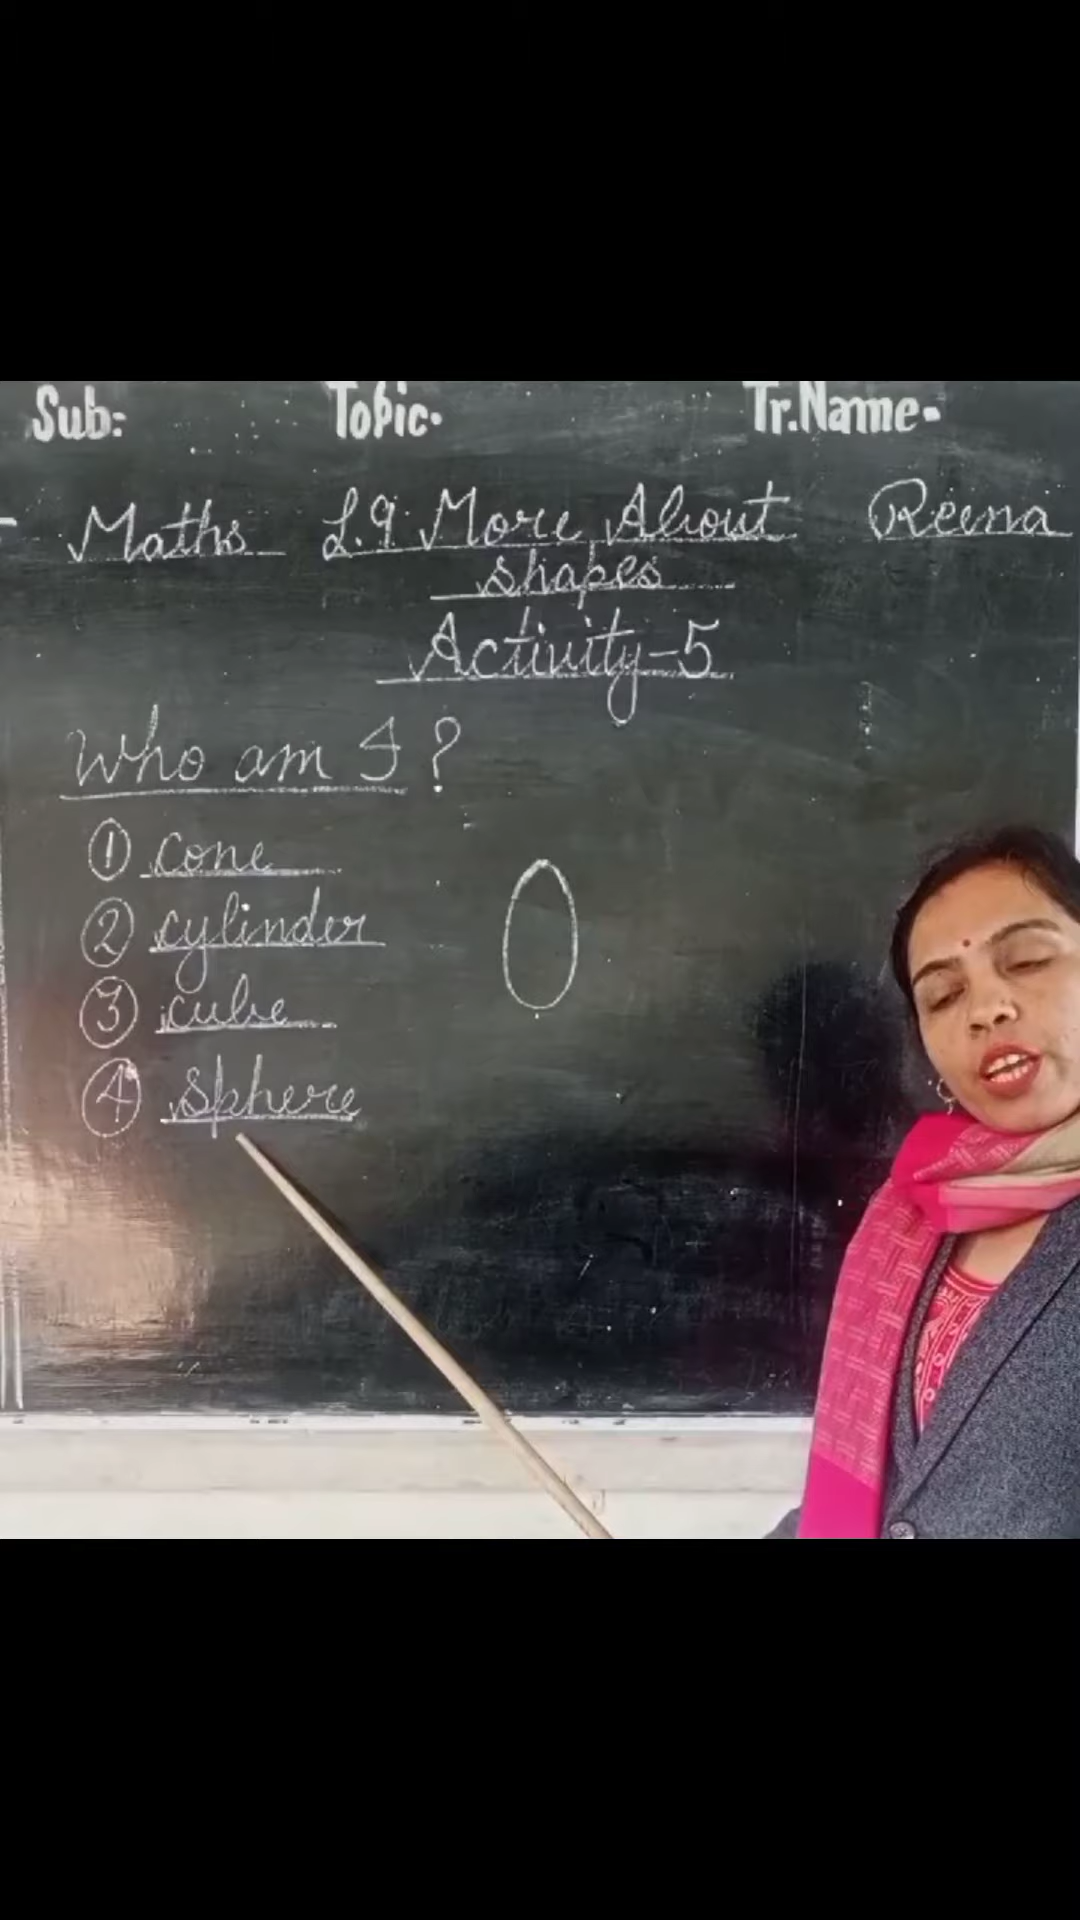 Sub:- Topic- Tr.Name-
Maths L.9. More About Reena
shapes
Activity-5
Who am I ?
1 cone
2 cylinder
3 cube
4 Sphere